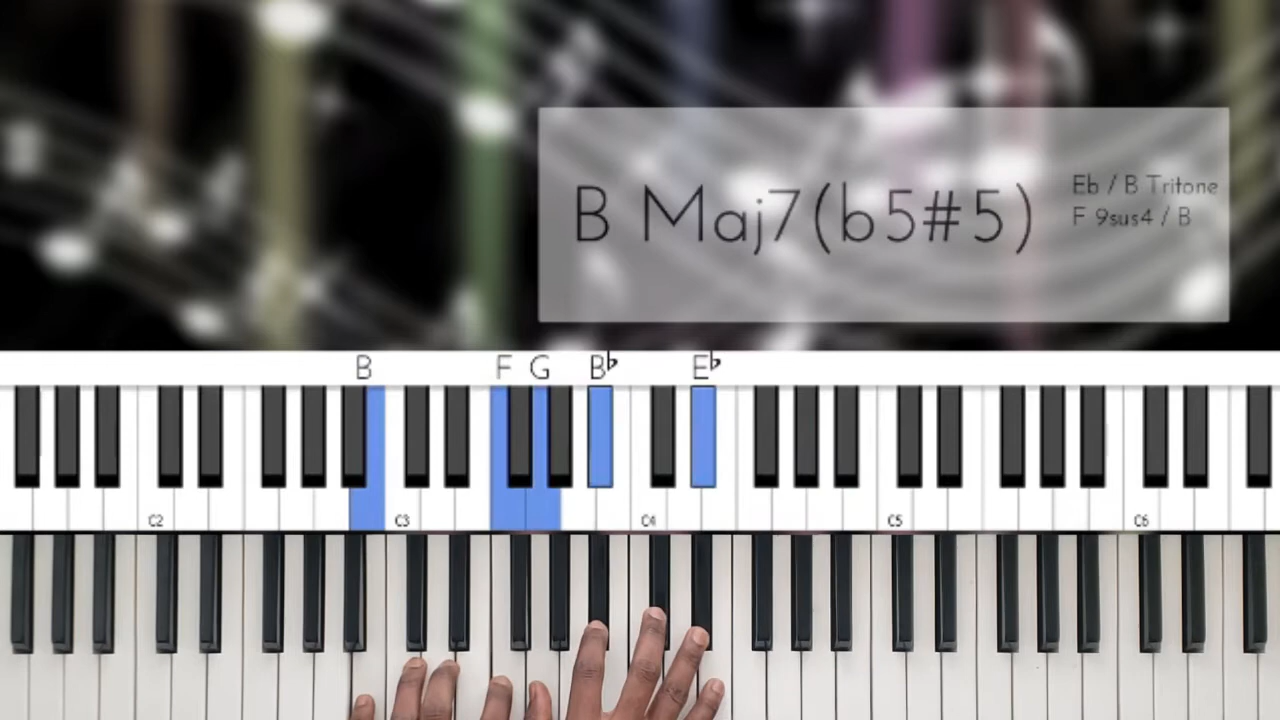 B Maj7(b5#5)
Eb / B Tritone
F 9sus4 / B
B F G B♭ E♭
C2 C3 C4 C5 C6